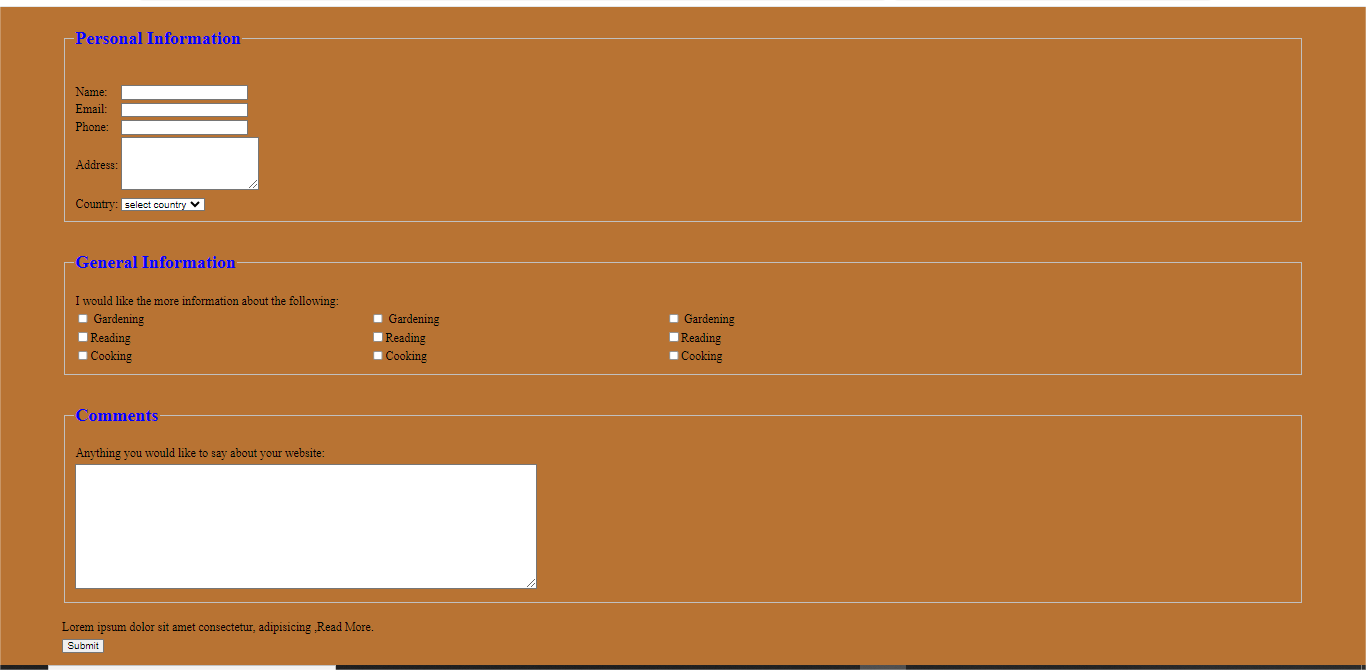 Personal Information
Name:
Email:
Phone:
Address:
Country: select country
General Information
I would like the more information about the following:
Gardening Gardening Gardening
Reading Reading Reading
Cooking Cooking Cooking
Comments
Anything you would like to say about your website:
Lorem ipsum dolor sit amet consectetur, adipisicing ,Read More.
Submit